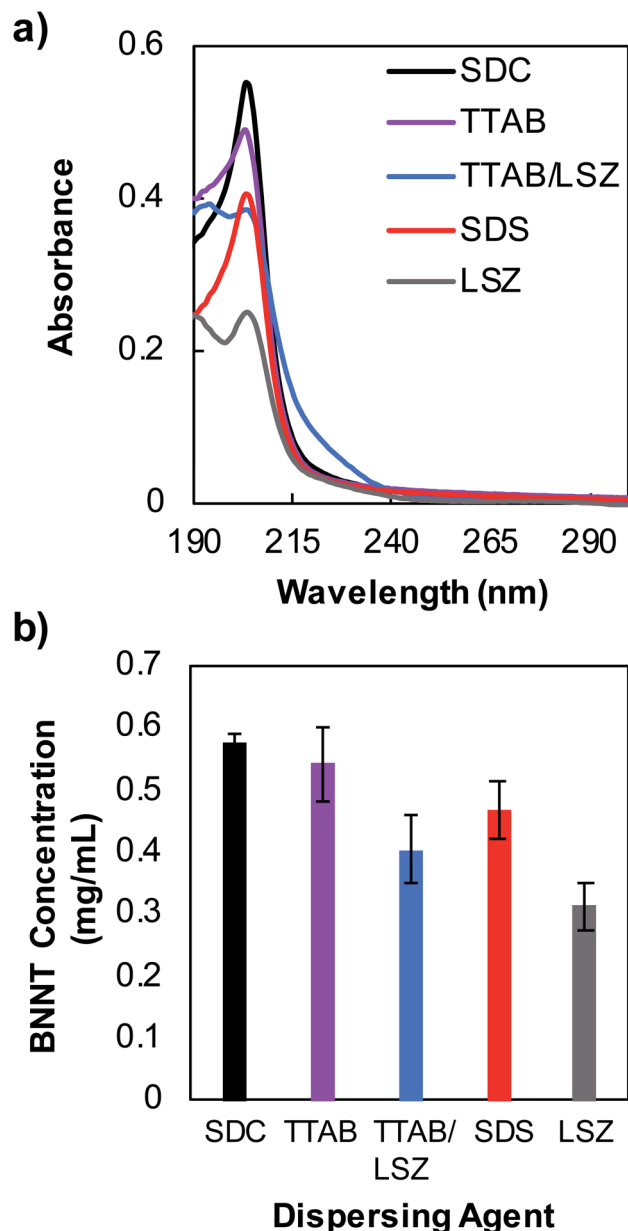 a)
0.6
0.4
0.2
0
Absorbance
SDC
TTAB
TTAB/LSZ
SDS
LSZ
190
215
240
265
290
Wavelength (nm)
b)
0.7
0.6
0.5
0.4
0.3
0.2
0.1
0
BNNT Concentration
(mg/mL)
SDC
TTAB
TTAB/
LSZ
SDS
LSZ
Dispersing Agent